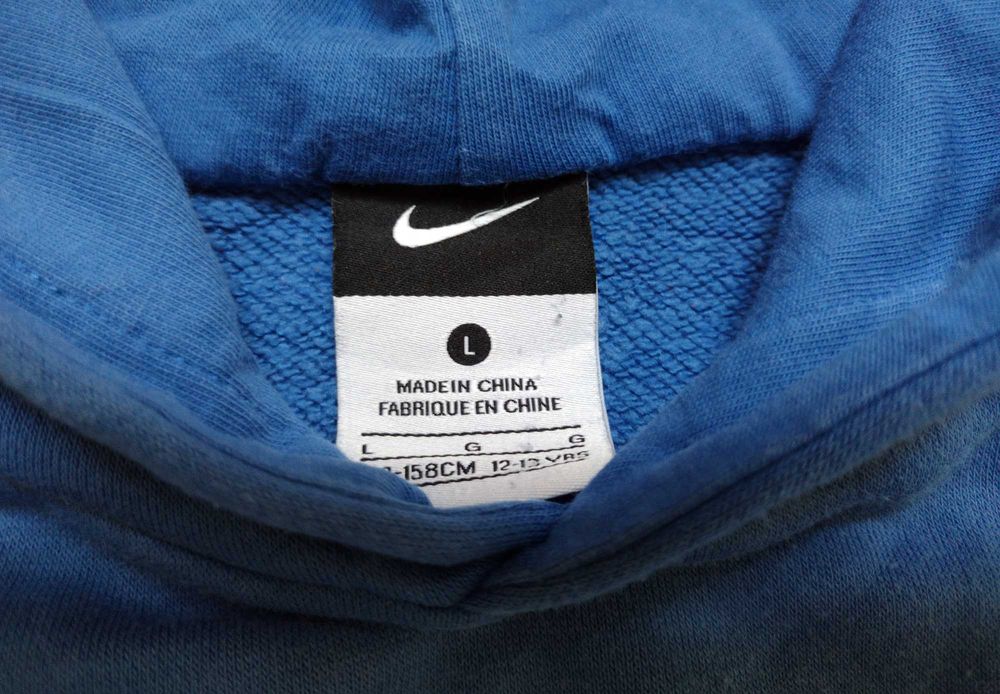 L
MADE IN CHINA
FABRIQUE EN CHINE
L G G
-158CM 12-13 YRS